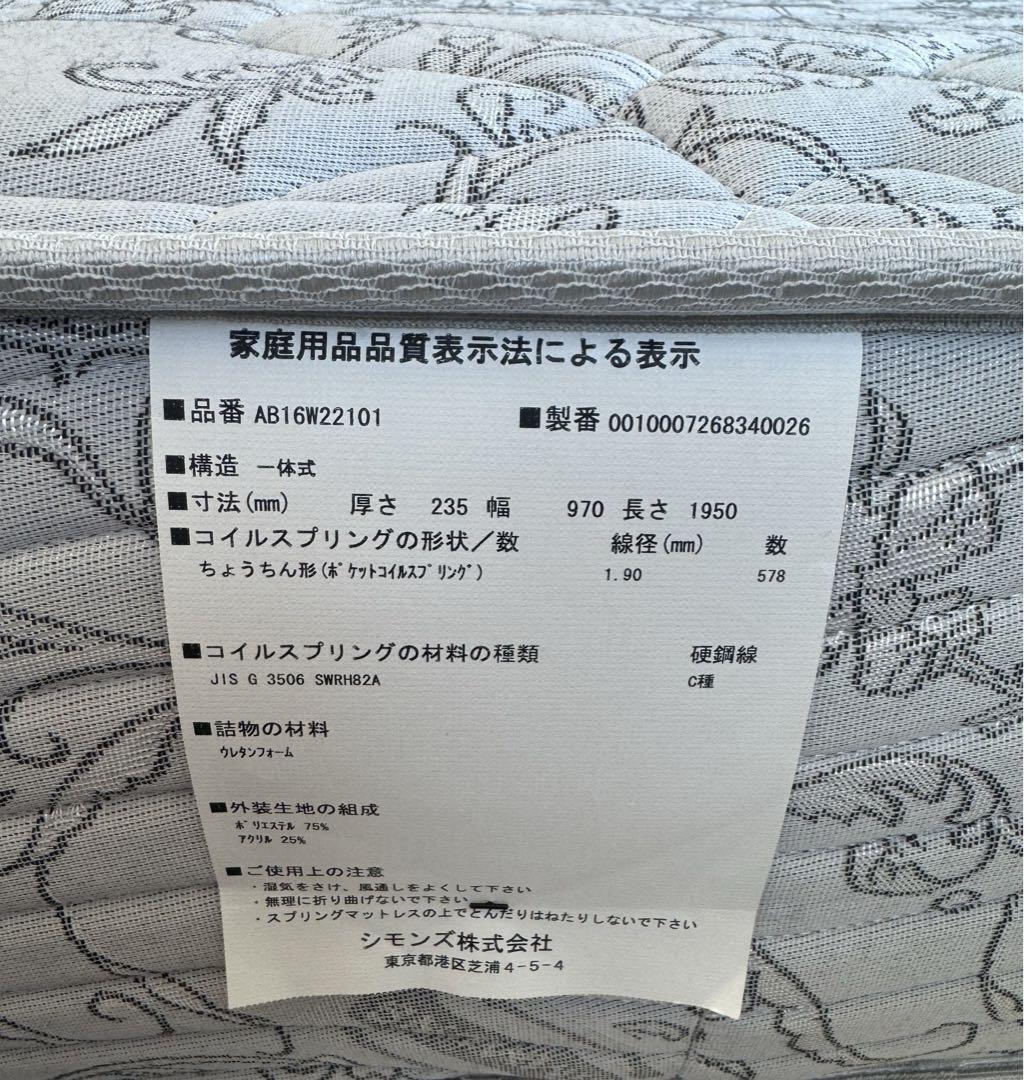 家庭用品品質表示法による表示
■品番 AB16W22101 ■製番 0010007268340026
■構造 一体式
■寸法(mm) 厚さ 235 幅 970 長さ 1950
■コイルスプリングの形状／数 線径(mm) 数
ちょうちん形(ﾎﾟｹｯﾄｺｲﾙｽﾌﾟﾘﾝｸﾞ) 1.90 578
■コイルスプリングの材料の種類 硬鋼線
JIS G 3506 SWRH82A C種
■詰物の材料
ｳﾚﾀﾝﾌｫｰﾑ
■外装生地の組成
ﾎﾟﾘｴｽﾃﾙ 75%
ｱｸﾘﾙ 25%
■ご使用上の注意
・湿気をさけ、風通しをよくして下さい
・無理に折り曲げないで下さい
・スプリングマットレスの上でとんだりはねたりしないで下さい
シモンズ株式会社
東京都港区芝浦4-5-4